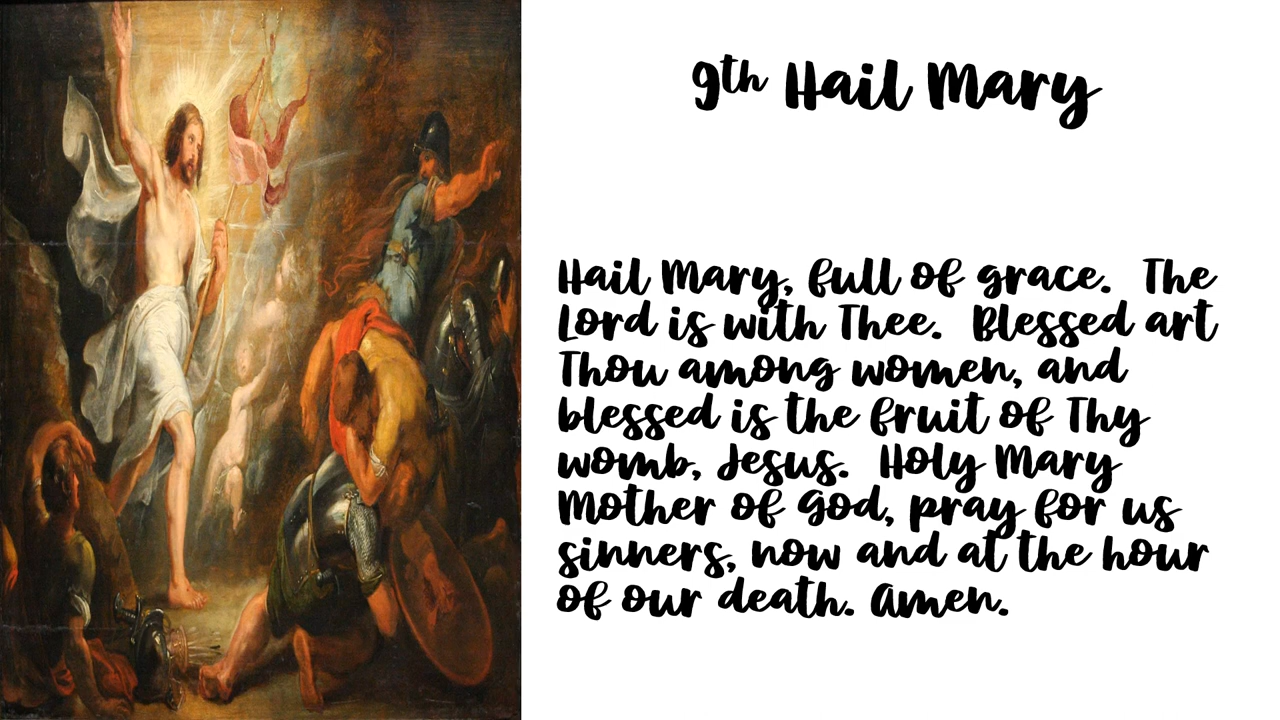 9th Hail Mary
Hail Mary, full of grace.  The
Lord is with Thee.  Blessed art
Thou among women, and
blessed is the fruit of Thy
womb, Jesus.  Holy Mary
Mother of God, pray for us
sinners, now and at the hour
of our death. Amen.